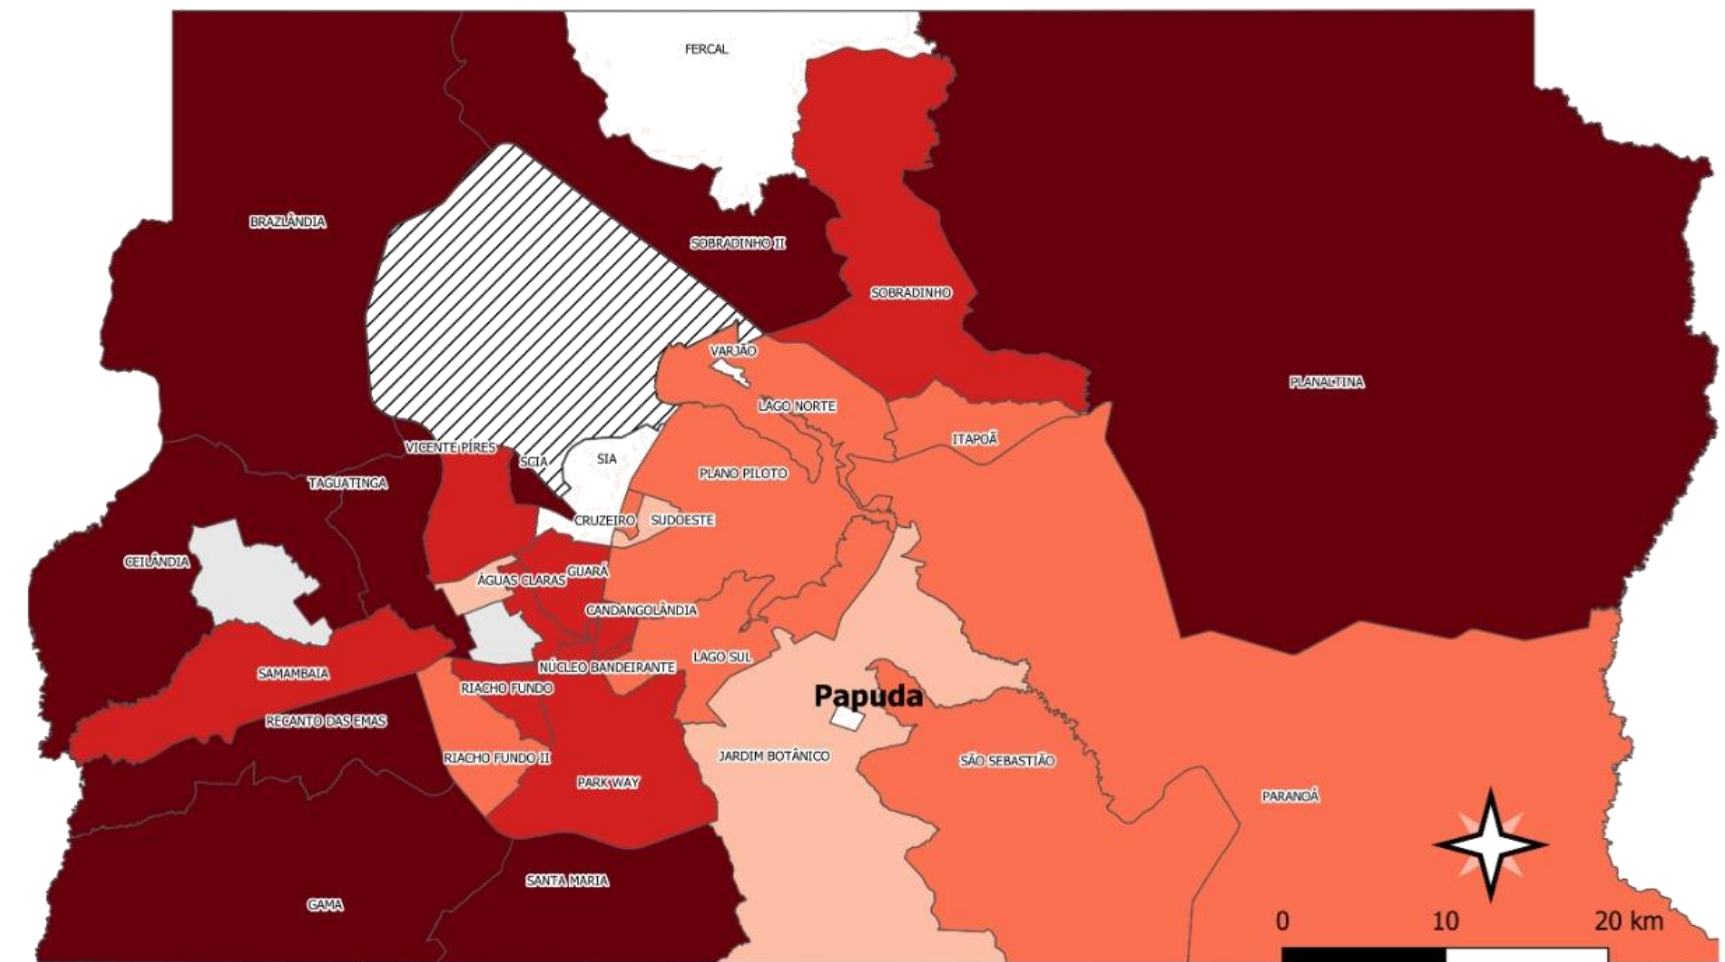 FERCAL
BRAZLÂNDIA
SOBRADINHO II
SOBRADINHO
VARJÃO
PLANALTINA
LAGO NORTE
ITAPOÃ
VICENTE PÍRES
SCIA
SIA
PLANO PILOTO
TAGUATINGA
CRUZEIRO
SUDOESTE
CEILÂNDIA
ÁGUAS CLARAS
GUARÁ
CANDANGOLÂNDIA
LAGO SUL
NÚCLEO BANDEIRANTE
SAMAMBAIA
RIACHO FUNDO
Papuda
RECANTO DAS EMAS
RIACHO FUNDO II
JARDIM BOTÂNICO
SÃO SEBASTIÃO
PARK WAY
PARANOÁ
SANTA MARIA
GAMA
0 10 20 km